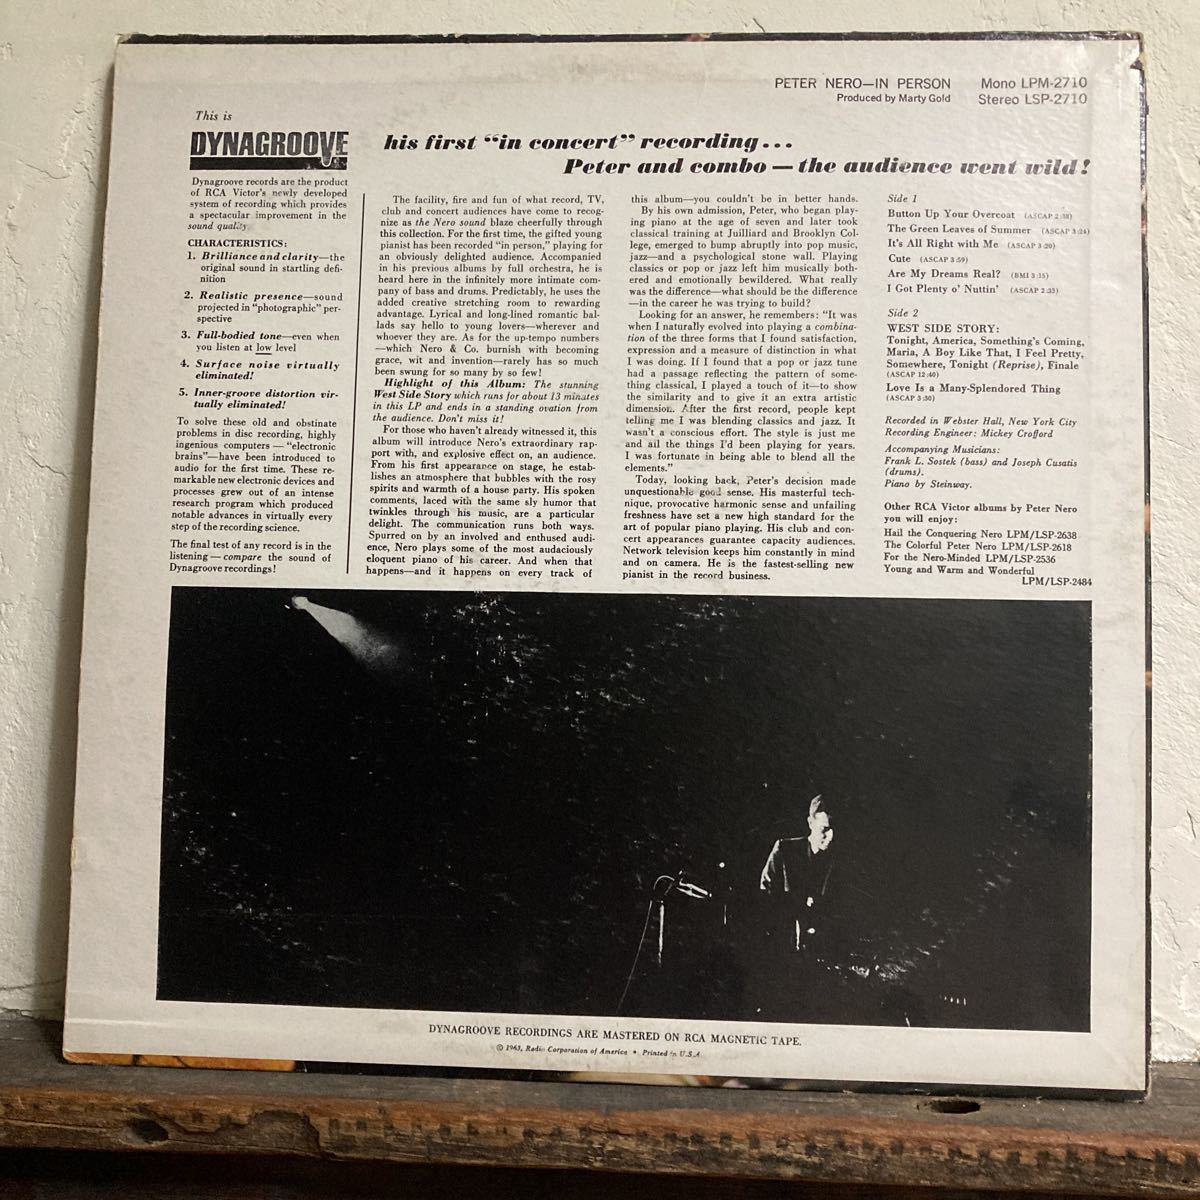 PETER NERO—IN PERSON Mono LPM-2710
Produced by Marty Gold Stereo LSP-2710
This is
DYNAGROOVE
his first “in concert” recording...
Peter and combo — the audience went wild!
Dynagroove records are the product
of RCA Victor's newly developed
system of recording which provides
a spectacular improvement in the
sound quality.
CHARACTERISTICS:
1. Brilliance and clarity—the
original sound in startling defi-
nition
2. Realistic presence—sound
projected in “photographic” per-
spective
3. Full-bodied tone—even when
you listen at low level
4. Surface noise virtually
eliminated!
5. Inner-groove distortion vir-
tually eliminated!
To solve these old and obstinate
problems in disc recording, highly
ingenious computers — “electronic
brains”—have been introduced to
audio for the first time. These re-
markable new electronic devices and
processes grew out of an intense
research program which produced
notable advances in virtually every
step of the recording science.
The final test of any record is in the
listening — compare the sound of
Dynagroove recordings!
The facility, fire and fun of what record, TV,
club and concert audiences have come to recog-
nize as the Nero sound blaze cheerfully through
this collection. For the first time, the gifted young
pianist has been recorded “in person,” playing for
an obviously delighted audience. Accompanied
in his previous albums by full orchestra, he is
heard here in the infinitely more intimate com-
pany of bass and drums. Predictably, he uses the
added creative stretching room to rewarding
advantage. Lyrical and long-lined romantic bal-
lads say hello to young lovers—wherever and
whoever they are. As for the up-tempo numbers
—which Nero & Co. burnish with becoming
grace, wit and invention—rarely has so much
been swung for so many by so few!
Highlight of this Album: The stunning
West Side Story which runs for about 13 minutes
in this LP and ends in a standing ovation from
the audience. Don't miss it!
For those who haven't already witnessed it, this
album will introduce Nero's extraordinary rap-
port with, and explosive effect on, an audience.
From his first appearance on stage, he estab-
lishes an atmosphere that bubbles with the rosy
spirits and warmth of a house party. His spoken
comments, laced with the same sly humor that
twinkles through his music, are a particular
delight. The communication runs both ways.
Spurred on by an involved and enthused audi-
ence, Nero plays some of the most audaciously
eloquent piano of his career. And when that
happens—and it happens on every track of
this album—you couldn't be in better hands.
By his own admission, Peter, who began play-
ing piano at the age of seven and later took
classical training at Juilliard and Brooklyn Col-
lege, emerged to bump abruptly into pop music,
jazz—and a psychological stone wall. Playing
classics or pop or jazz left him musically both-
ered and emotionally bewildered. What really
was the difference—what should be the difference
—in the career he was trying to build?
Looking for an answer, he remembers: “It was
when I naturally evolved into playing a combina-
tion of the three forms that I found satisfaction,
expression and a measure of distinction in what
I was doing. If I found that a pop or jazz tune
had a passage reflecting the pattern of some-
thing classical, I played a touch of it—to show
the similarity and to give it an extra artistic
dimension. After the first record, people kept
telling me I was blending classics and jazz. It
wasn't a conscious effort. The style is just me
and all the things I'd been playing for years.
I was fortunate in being able to blend all the
elements.”
Today, looking back, Peter's decision made
unquestionable good sense. His masterful tech-
nique, provocative harmonic sense and unfailing
freshness have set a new high standard for the
art of popular piano playing. His club and con-
cert appearances guarantee capacity audiences.
Network television keeps him constantly in mind
and on camera. He is the fastest-selling new
pianist in the record business.
Side 1
Button Up Your Overcoat (ASCAP 2:38)
The Green Leaves of Summer (ASCAP 3:24)
It's All Right with Me (ASCAP 3:20)
Cute (ASCAP 3:59)
Are My Dreams Real? (BMI 3:15)
I Got Plenty o' Nuttin' (ASCAP 2:33)
Side 2
WEST SIDE STORY:
Tonight, America, Something's Coming,
Maria, A Boy Like That, I Feel Pretty,
Somewhere, Tonight (Reprise), Finale
(ASCAP 12:40)
Love Is a Many-Splendored Thing
(ASCAP 3:30)
Recorded in Webster Hall, New York City
Recording Engineer: Mickey Crofford
Accompanying Musicians:
Frank L. Sostek (bass) and Joseph Cusatis
(drums).
Piano by Steinway.
Other RCA Victor albums by Peter Nero
you will enjoy:
Hail the Conquering Nero LPM/LSP-2638
The Colorful Peter Nero LPM/LSP-2618
For the Nero-Minded LPM/LSP-2536
Young and Warm and Wonderful
LPM/LSP-2484
DYNAGROOVE RECORDINGS ARE MASTERED ON RCA MAGNETIC TAPE.
© 1963, Radio Corporation of America • Printed in U.S.A.